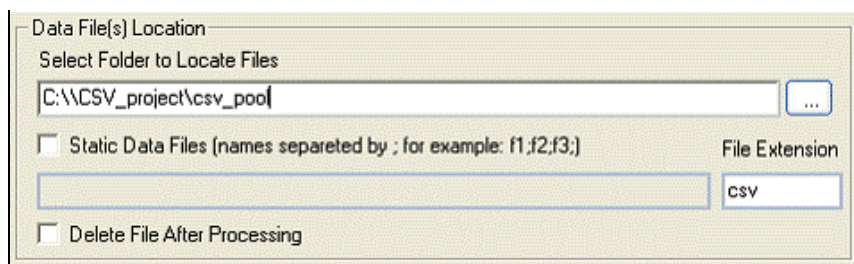 Data File(s) Location
Select Folder to Locate Files
C:\\CSV_project\csv_pool
...
Static Data Files (names separeted by ; for example: f1;f2;f3;)
File Extension
csv
Delete File After Processing